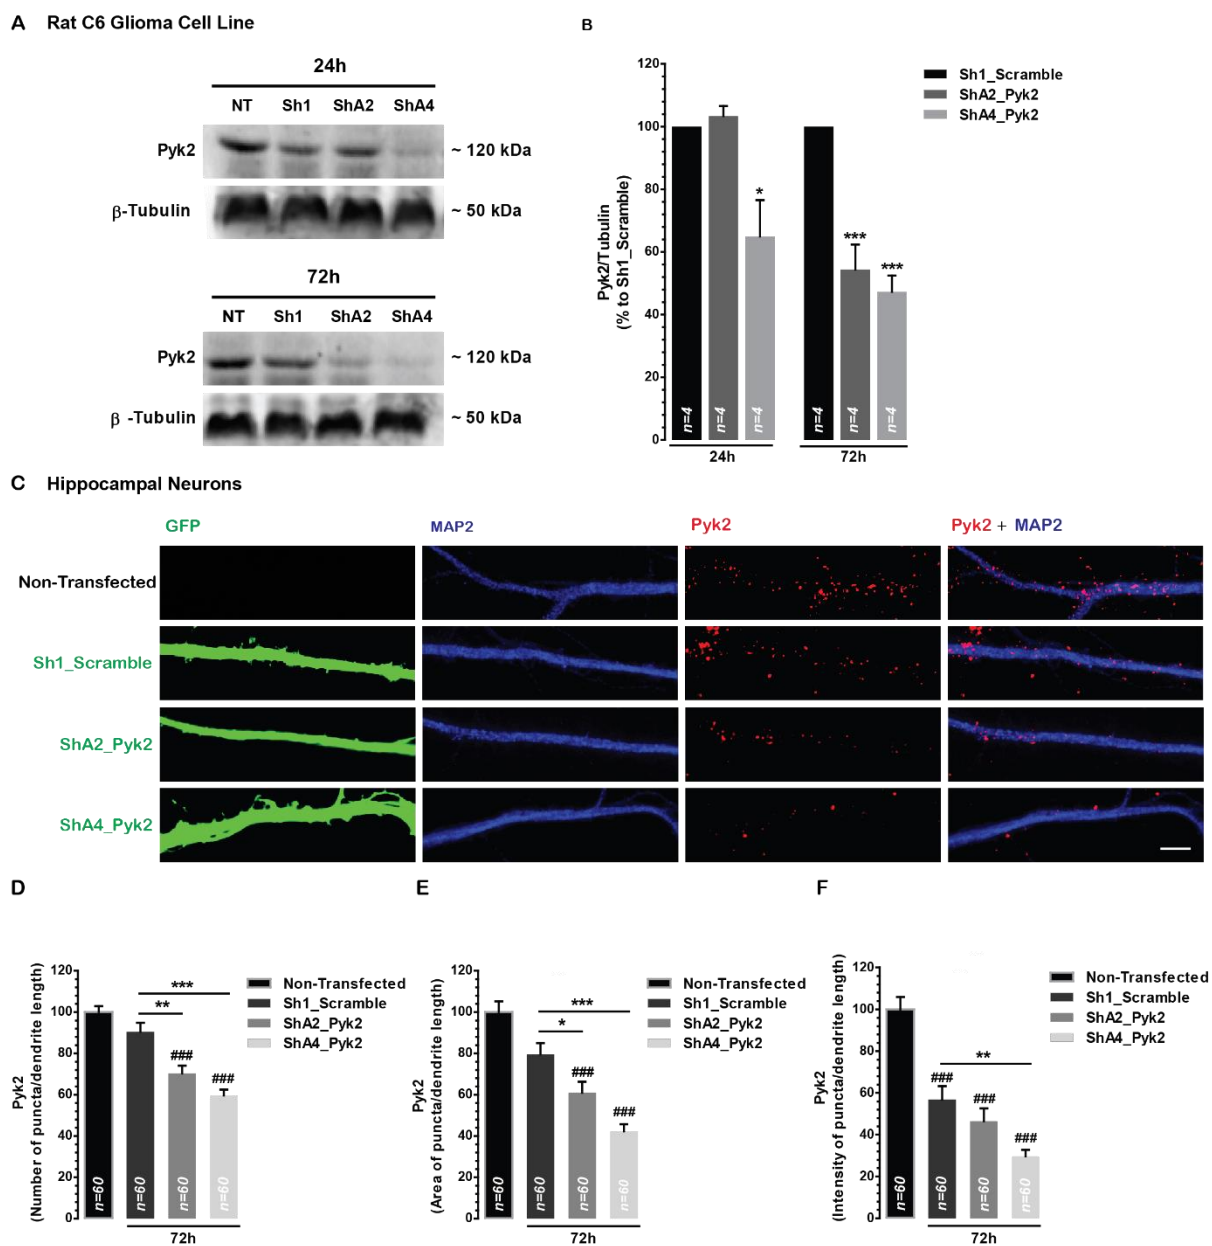 A Rat C6 Glioma Cell Line
24h
NT Sh1 ShA2 ShA4
Pyk2 ~ 120 kDa
β-Tubulin ~ 50 kDa
72h
NT Sh1 ShA2 ShA4
Pyk2 ~ 120 kDa
β -Tubulin ~ 50 kDa
B
Pyk2/Tubulin
(% to Sh1_Scramble)
120
100
80
60
40
20
0
*
***
***
n=4 n=4 n=4 n=4 n=4 n=4
24h 72h
Sh1_Scramble
ShA2_Pyk2
ShA4_Pyk2
C Hippocampal Neurons
GFP MAP2 Pyk2 Pyk2 + MAP2
Non-Transfected
Sh1_Scramble
ShA2_Pyk2
ShA4_Pyk2
D
Pyk2
(Number of puncta/dendrite length)
120
100
80
60
40
20
0
***
**
###
###
n=60 n=60 n=60 n=60
72h
Non-Transfected
Sh1_Scramble
ShA2_Pyk2
ShA4_Pyk2
E
Pyk2
(Area of puncta/dendrite length)
120
100
80
60
40
20
0
***
*
###
###
n=60 n=60 n=60 n=60
72h
Non-Transfected
Sh1_Scramble
ShA2_Pyk2
ShA4_Pyk2
F
Pyk2
(Intensity of puncta/dendrite length)
120
100
80
60
40
20
0
**
###
###
###
n=60 n=60 n=60 n=60
72h
Non-Transfected
Sh1_Scramble
ShA2_Pyk2
ShA4_Pyk2